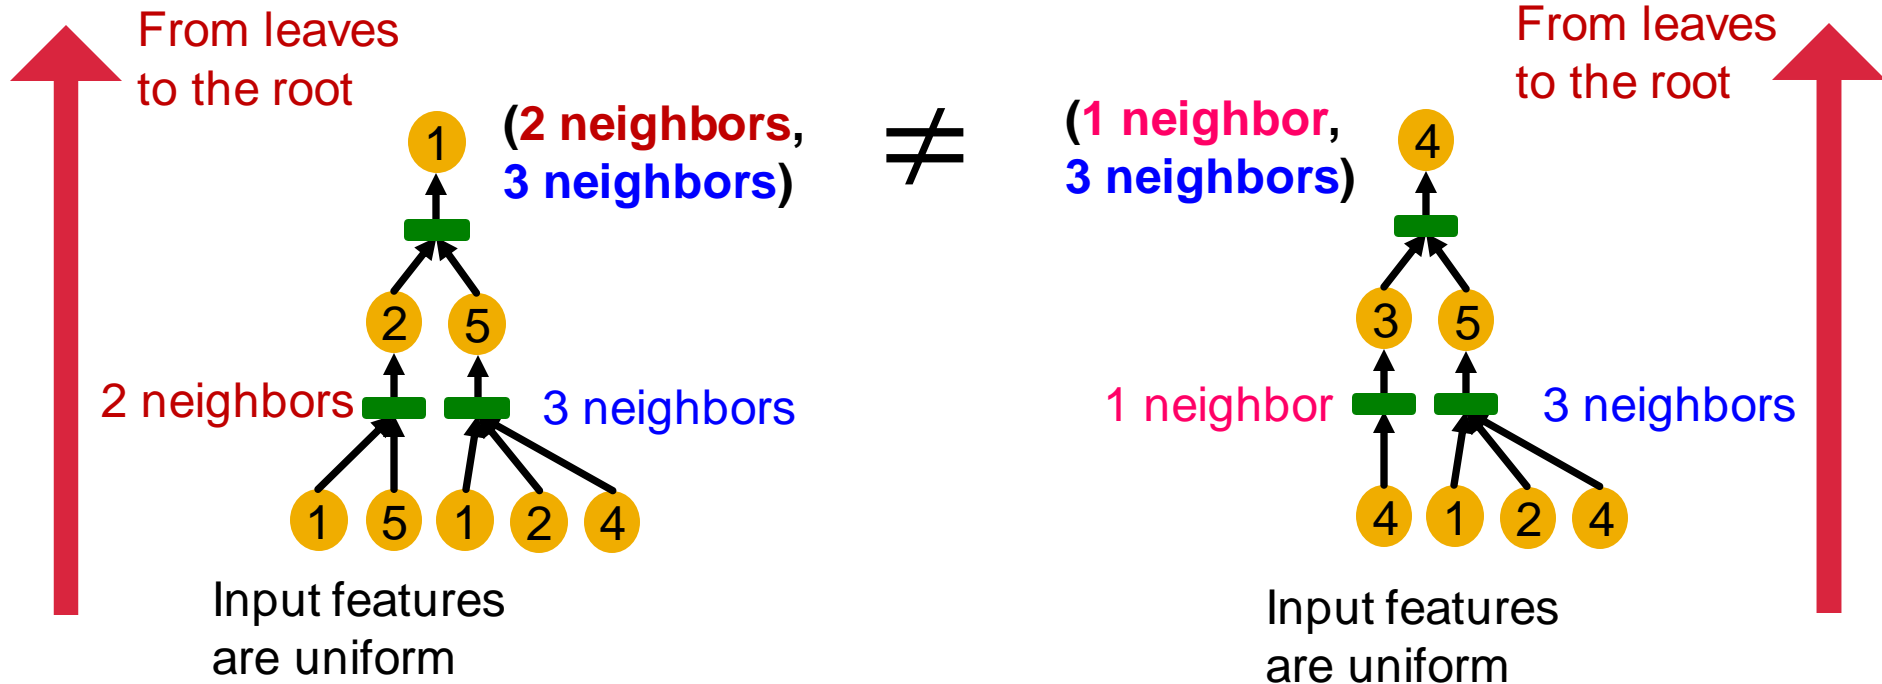 From leaves
to the root
1
(2 neighbors,
3 neighbors)
2 5
2 neighbors
3 neighbors
1 5 1 2 4
Input features
are uniform
≠
From leaves
to the root
(1 neighbor,
3 neighbors)
4
3 5
1 neighbor
3 neighbors
4 1 2 4
Input features
are uniform